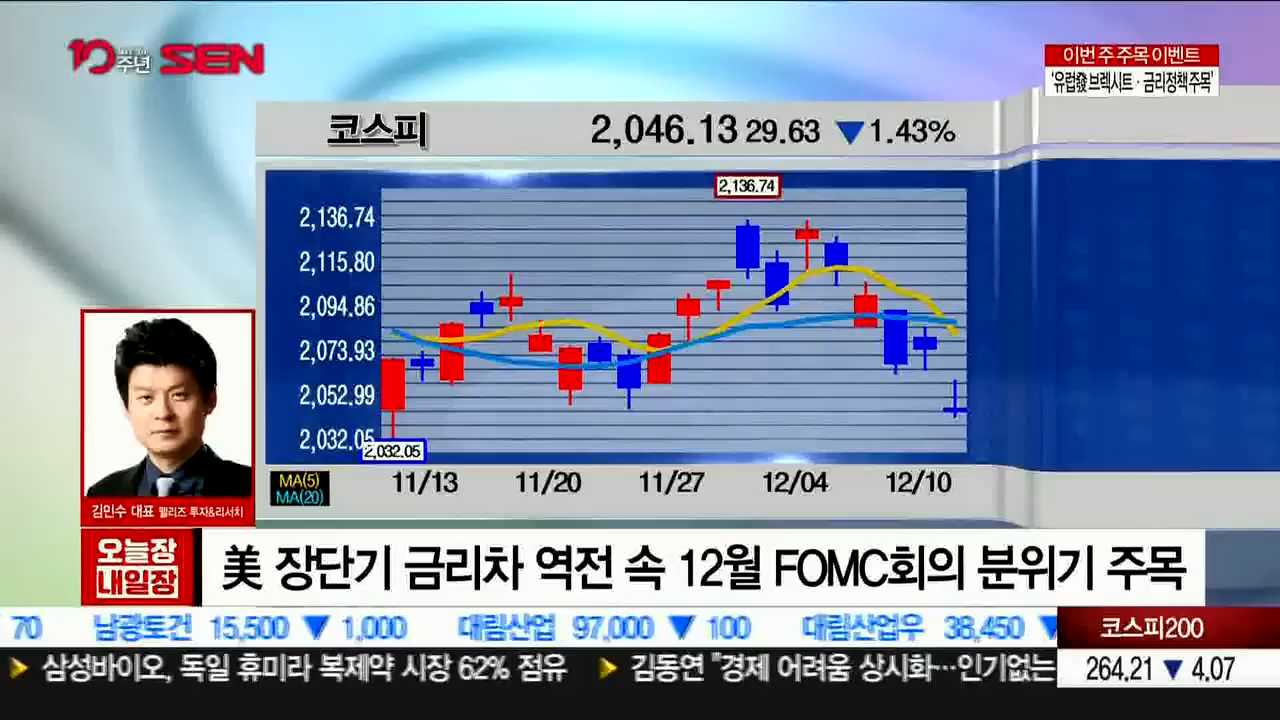 10주년 SEN
이번 주 주목 이벤트
'유럽發 브렉시트·금리정책 주목'
코스피 2,046.13 29.63 ▼ 1.43%
2,136.74
2,136.74
2,115.80
2,094.86
2,073.93
2,052.99
2,032.05
2,032.05
MA(5)
MA(20)
11/13 11/20 11/27 12/04 12/10
김민수 대표 펠리즈 투자&리서치
오늘장
내일장
美 장단기 금리차 역전 속 12월 FOMC회의 분위기 주목
70 남광토건 15,500 ▼ 1,000 대림산업 97,000 ▼ 100 대림산업우 38,450 ▼
코스피200
삼성바이오, 독일 휴미라 복제약 시장 62% 점유 김동연 "경제 어려움 상시화…인기없는
264.21 ▼ 4.07